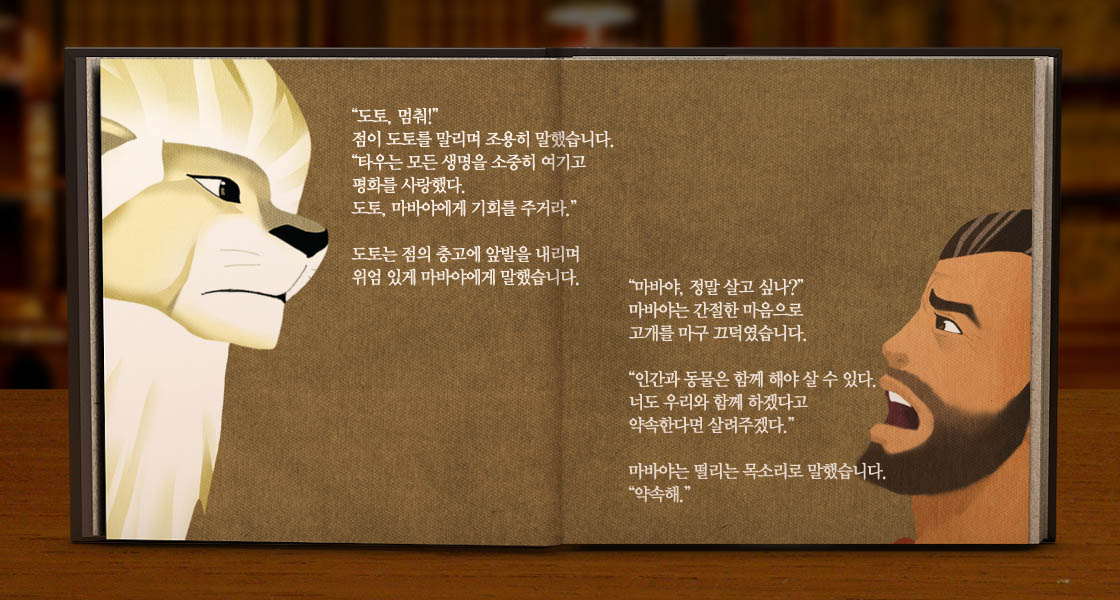 “도토, 멈춰!”
점이 도토를 말리며 조용히 말했습니다.
“타우는 모든 생명을 소중히 여기고
평화를 사랑했다.
도토, 마바야에게 기회를 주거라.”
도토는 점의 충고에 앞발을 내리며
위엄 있게 마바야에게 말했습니다.
“마바야, 정말 살고 싶나?”
마바야는 간절한 마음으로
고개를 마구 끄덕였습니다.
“인간과 동물은 함께 해야 살 수 있다.
너도 우리와 함께 하겠다고
약속한다면 살려주겠다.”
마바야는 떨리는 목소리로 말했습니다.
“약속해.”